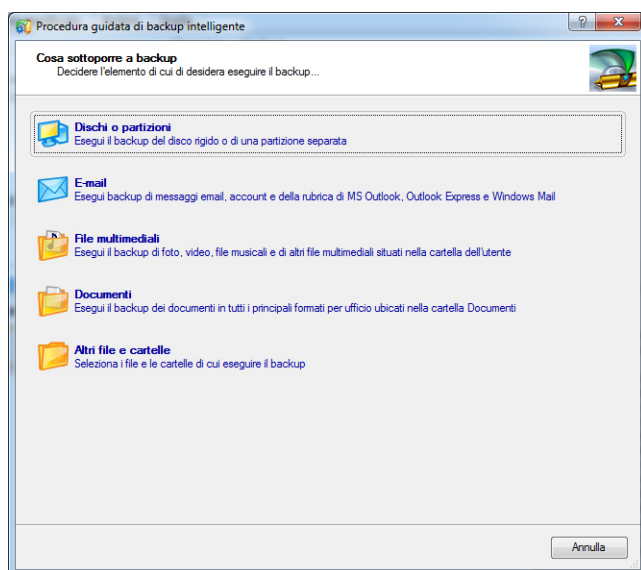 Procedura guidata di backup intelligente
Cosa sottoporre a backup
Decidere l'elemento di cui di desidera eseguire il backup...
Dischi o partizioni
Esegui il backup del disco rigido o di una partizione separata
E-mail
Esegui backup di messaggi email, account e della rubrica di MS Outlook, Outlook Express e Windows Mail
File multimediali
Esegui il backup di foto, video, file musicali e di altri file multimediali situati nella cartella dell'utente
Documenti
Esegui il backup dei documenti in tutti i principali formati per ufficio ubicati nella cartella Documenti
Altri file e cartelle
Seleziona i file e le cartelle di cui eseguire il backup
Annulla